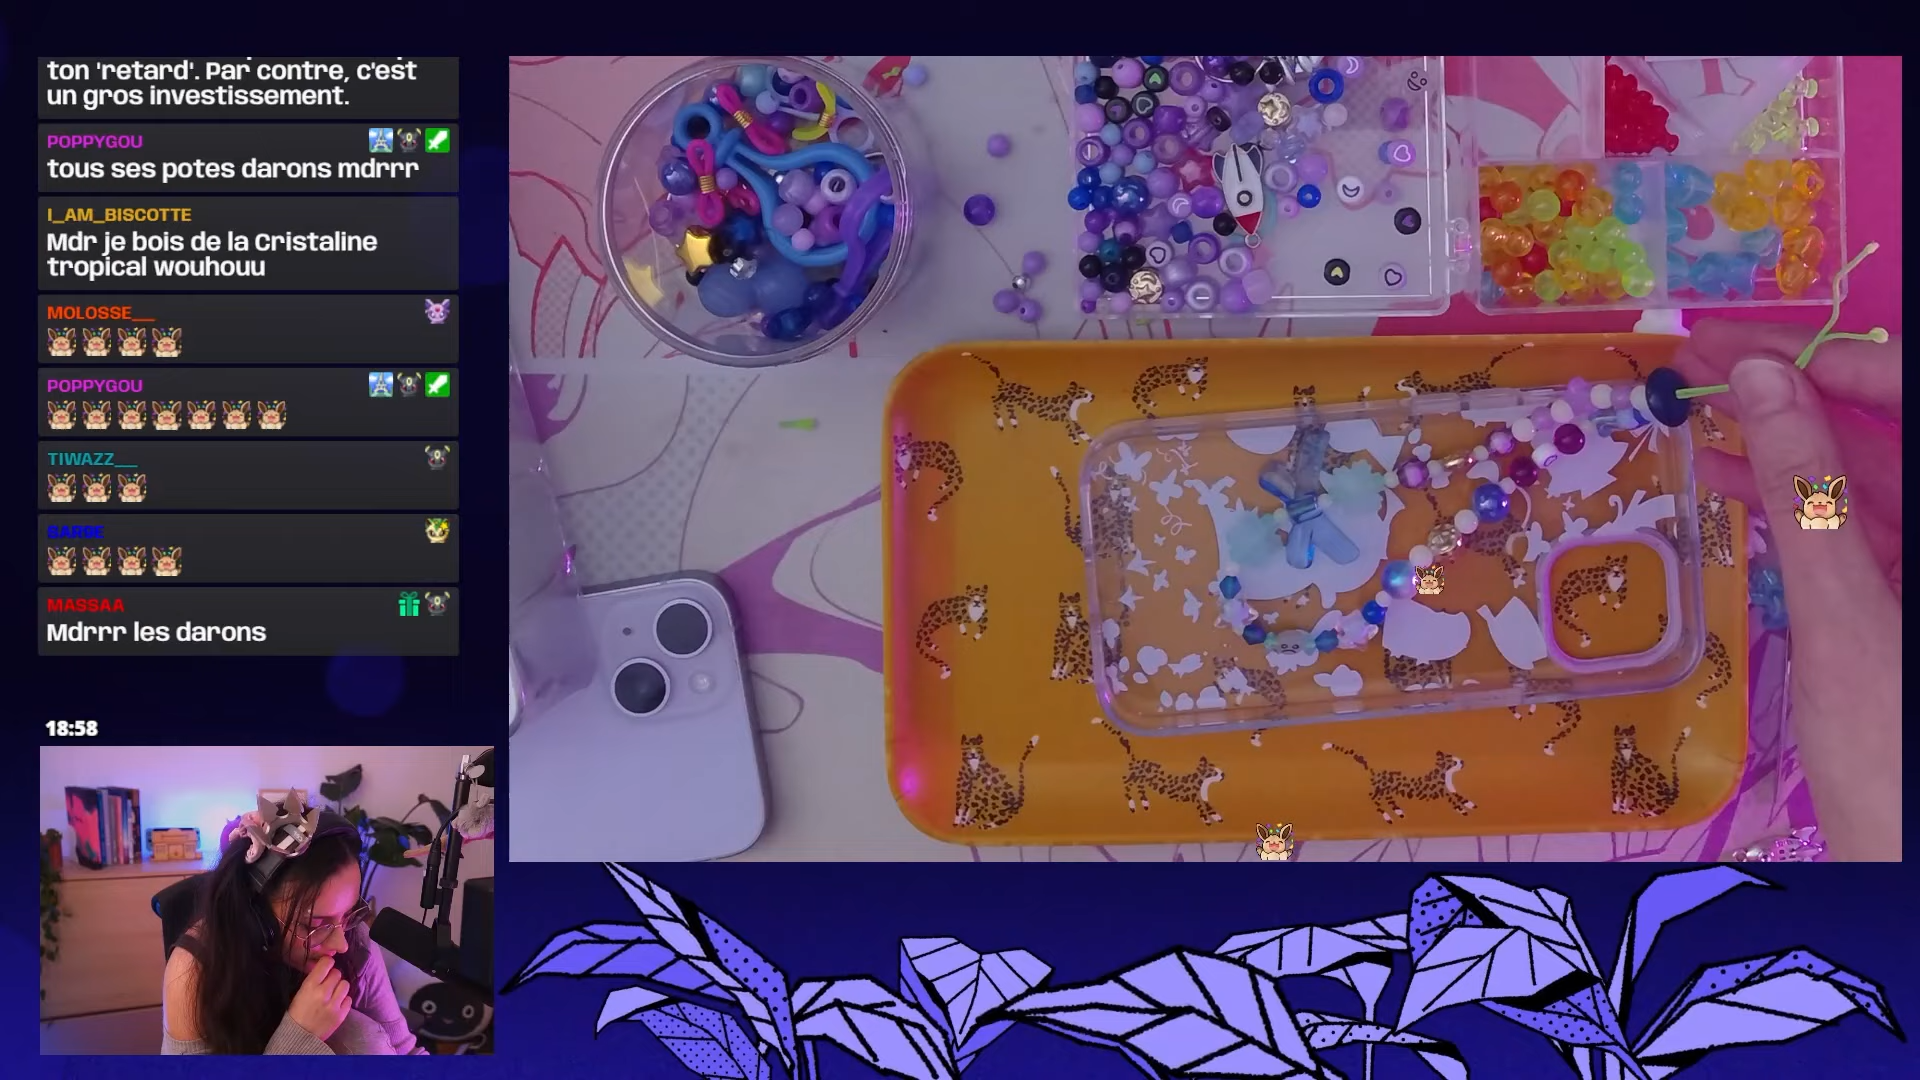 ton 'retard'. Par contre, c'est
un gros investissement.
POPPYGOU
tous ses potes darons mdrrr
I_AM_BISCOTTE
Mdr je bois de la Cristaline
tropical wouhouu
MOLOSSE__
POPPYGOU
TIWAZZ__
BARBE
MASSAA
Mdrrr les darons
18:58